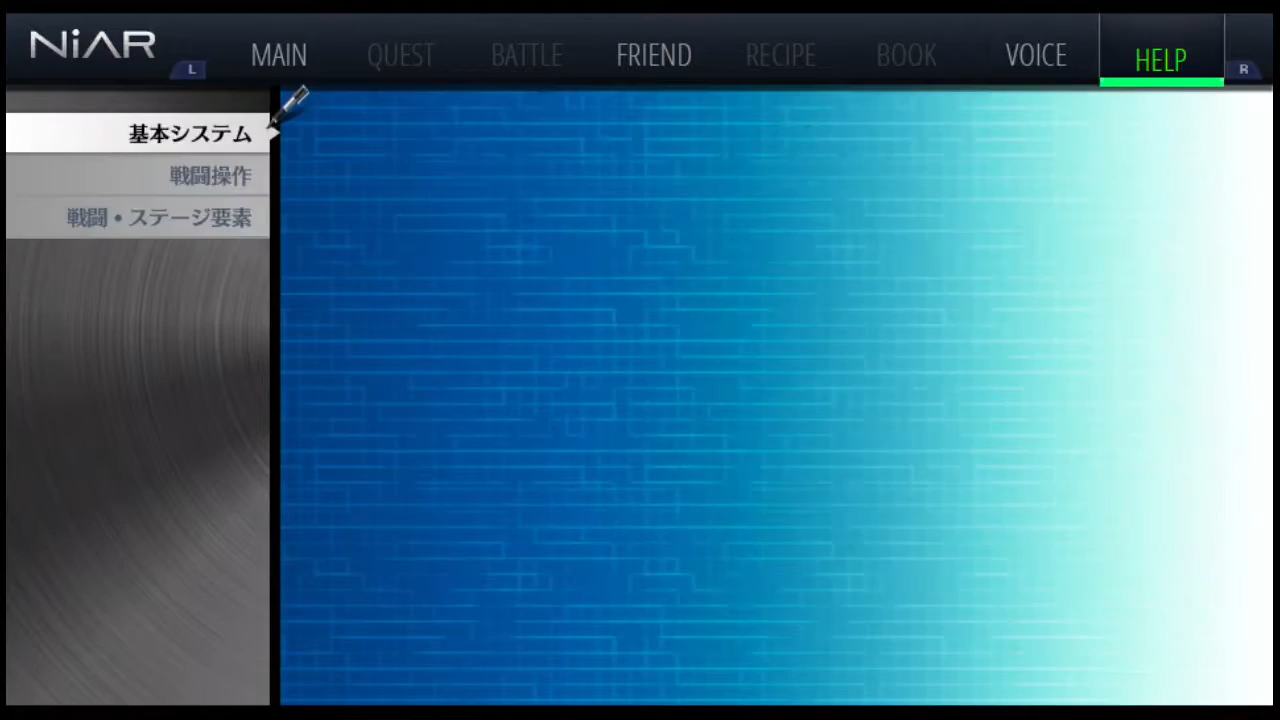 NiAR
L
MAIN
QUEST
BATTLE
FRIEND
RECIPE
BOOK
VOICE
HELP
R
基本システム
戦闘操作
戦闘・ステージ要素